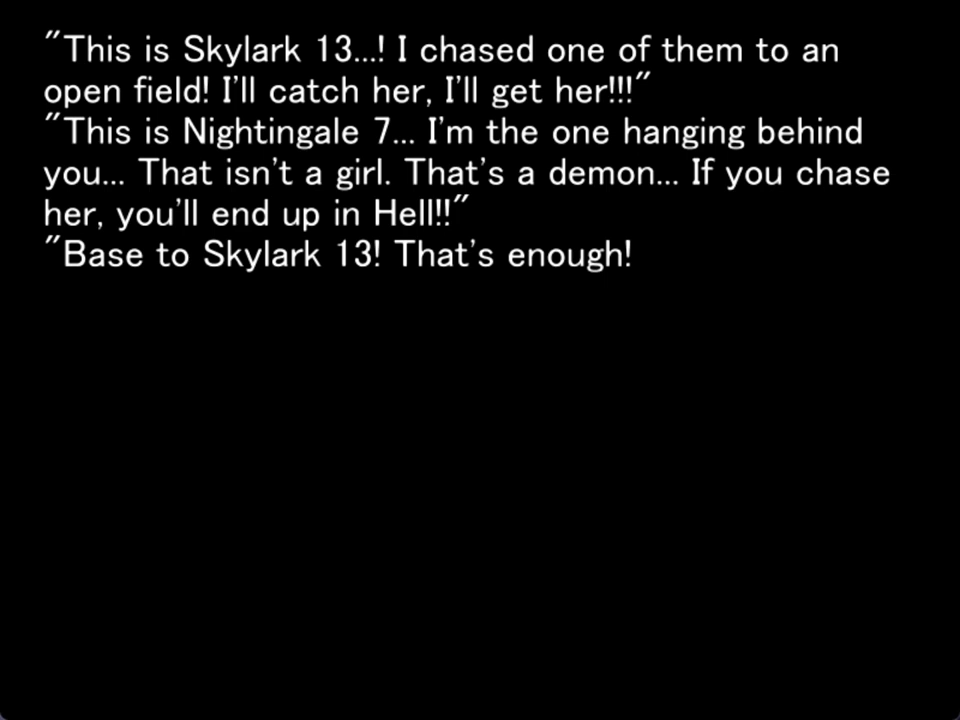 "This is Skylark 13...! I chased one of them to an
open field! I'll catch her, I'll get her!!!"
"This is Nightingale 7... I'm the one hanging behind
you... That isn't a girl. That's a demon... If you chase
her, you'll end up in Hell!!"
"Base to Skylark 13! That's enough!